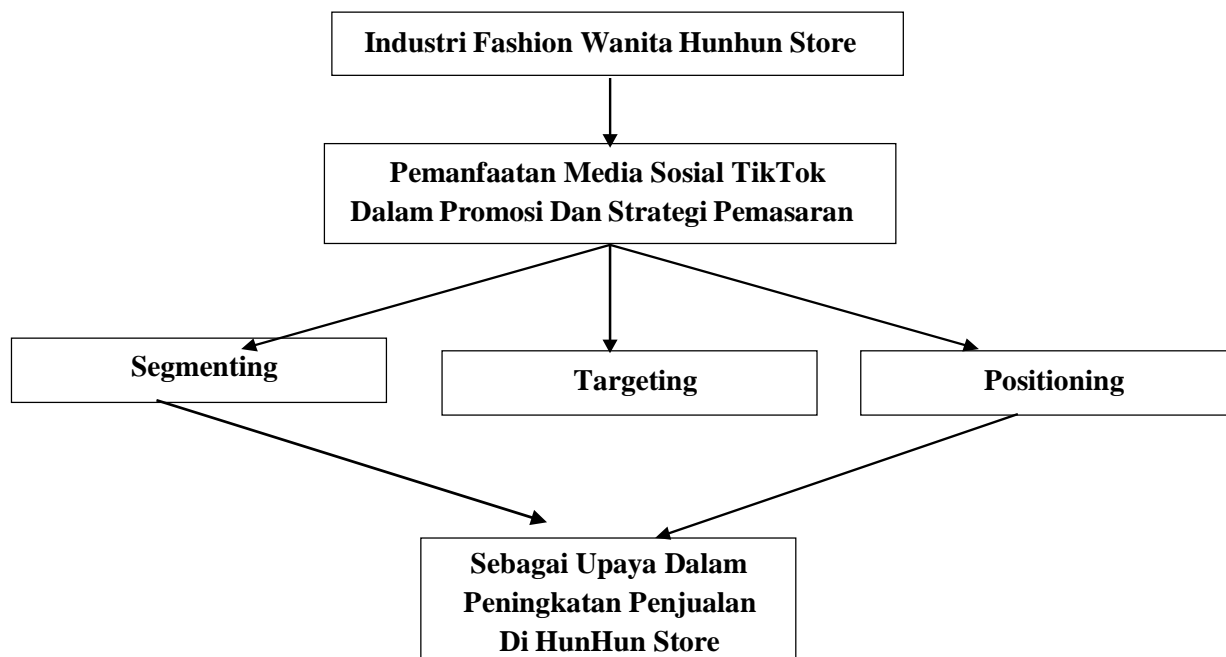 Industri Fashion Wanita Hunhun Store
Pemanfaatan Media Sosial TikTok
Dalam Promosi Dan Strategi Pemasaran
Segmenting
Targeting
Positioning
Sebagai Upaya Dalam
Peningkatan Penjualan
Di HunHun Store